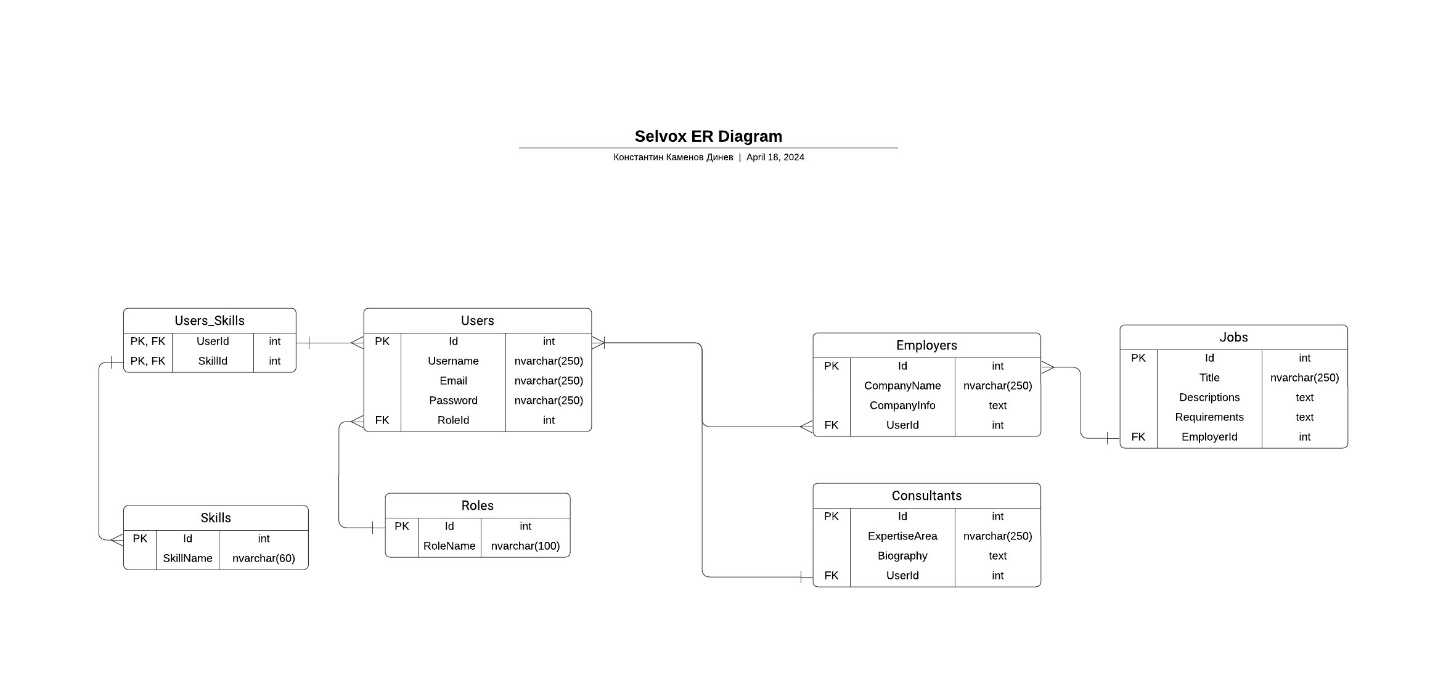 Selvox ER Diagram
Константин Каменов Динев | April 18, 2024
Users_Skills
PK, FK UserId int
PK, FK SkillId int
Users
PK Id int
Username nvarchar(250)
Email nvarchar(250)
Password nvarchar(250)
FK RoleId int
Employers
PK Id int
CompanyName nvarchar(250)
CompanyInfo text
FK UserId int
Jobs
PK Id int
Title nvarchar(250)
Descriptions text
Requirements text
FK EmployerId int
Skills
PK Id int
SkillName nvarchar(60)
Roles
PK Id int
RoleName nvarchar(100)
Consultants
PK Id int
ExpertiseArea nvarchar(250)
Biography text
FK UserId int